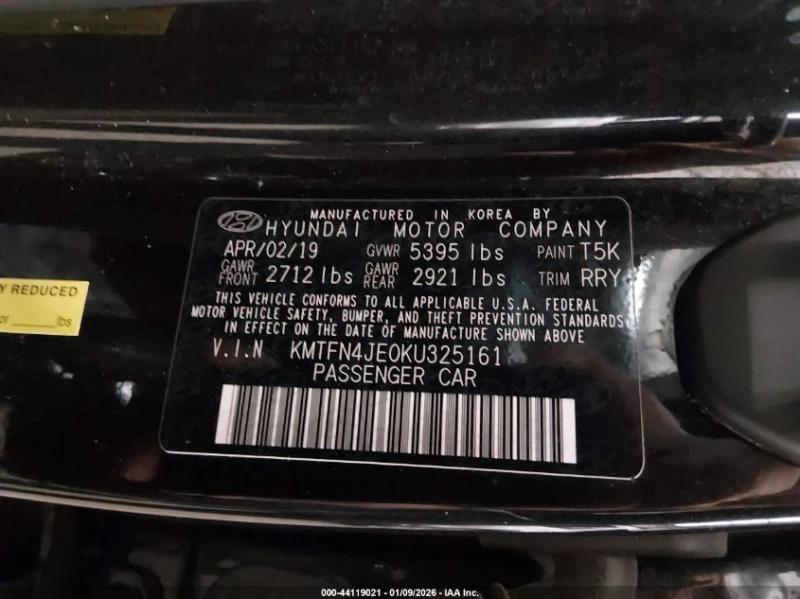 MANUFACTURED IN KOREA BY
HYUNDAI MOTOR COMPANY
APR/02/19 GVWR 5395 lbs PAINT T5K
GAWR FRONT 2712 lbs GAWR REAR 2921 lbs TRIM RRY
THIS VEHICLE CONFORMS TO ALL APPLICABLE U.S.A. FEDERAL
MOTOR VEHICLE SAFETY, BUMPER, AND THEFT PREVENTION STANDARDS
IN EFFECT ON THE DATE OF MANUFACTURE SHOWN ABOVE
V.I.N KMTFN4JE0KU325161
PASSENGER CAR
Y REDUCED
or ______lbs
000-44119021 - 01/09/2026 - IAA Inc.